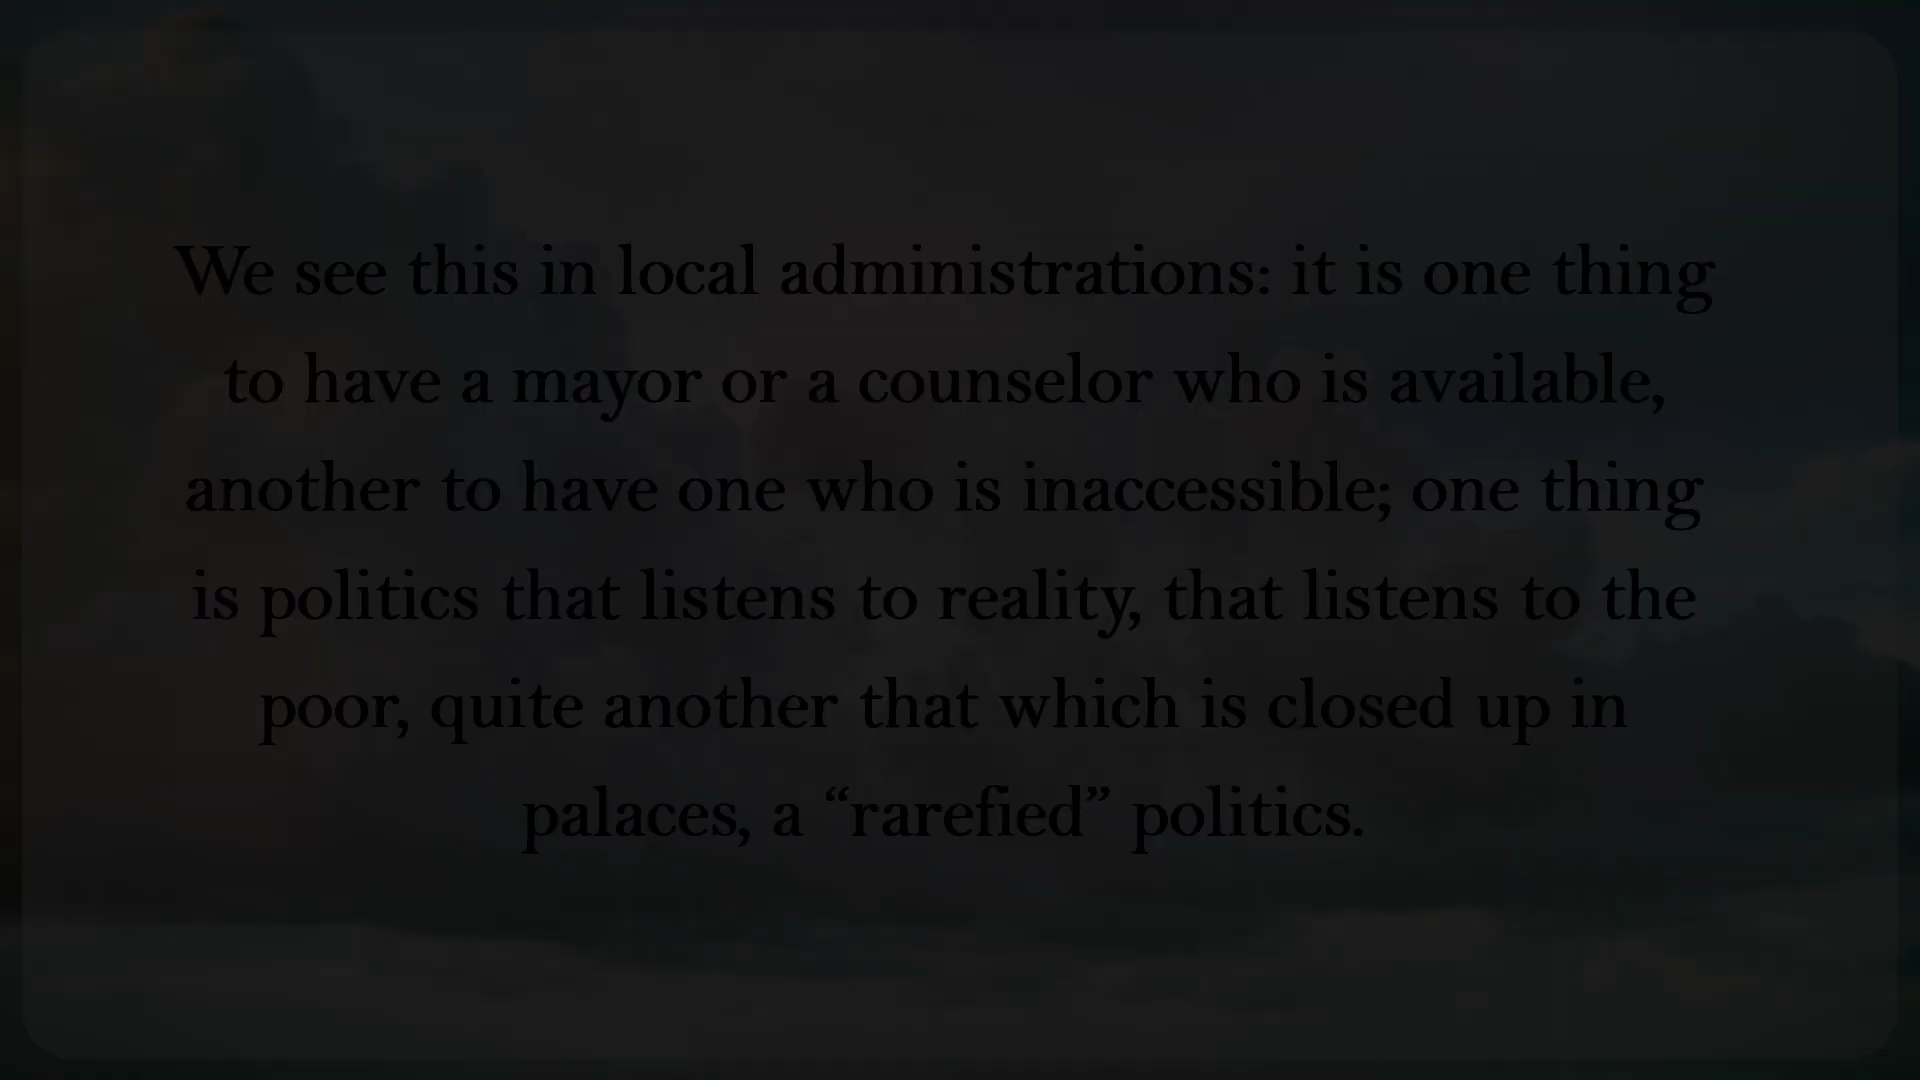 We see this in local administrations: it is one thing
to have a mayor or a counselor who is available,
another to have one who is inaccessible; one thing
is politics that listens to reality, that listens to the
poor, quite another that which is closed up in
palaces, a “rarefied” politics.